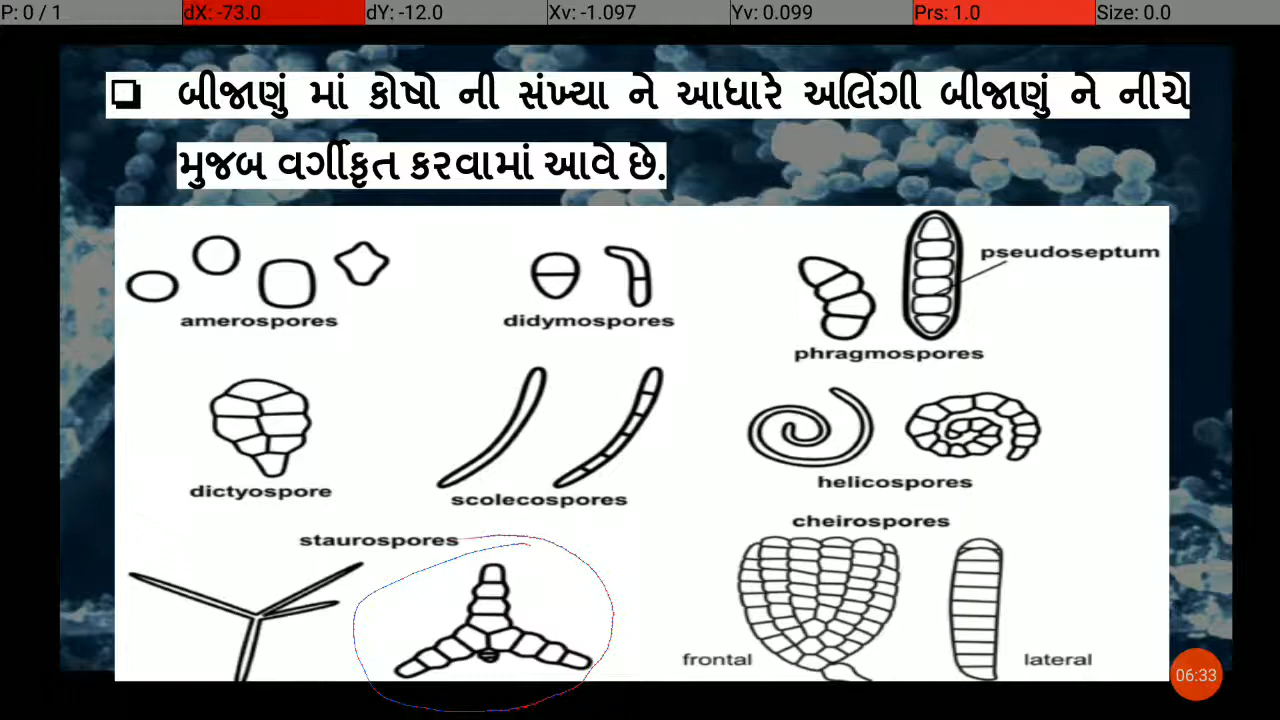 P: 0 / 1 dX: -73.0 dY: -12.0 Xv: -1.097 Yv: 0.099 Prs: 1.0 Size: 0.0
❑ બીજાણું માં કોષો ની સંખ્યા ને આધારે અલિંગી બીજાણું ને નીચે
મુજબ વર્ગીકૃત કરવામાં આવે છે.
pseudoseptum
amerospores didymospores
phragmospores
dictyospore scolecospores helicospores
staurospores cheirospores
frontal lateral
06:33